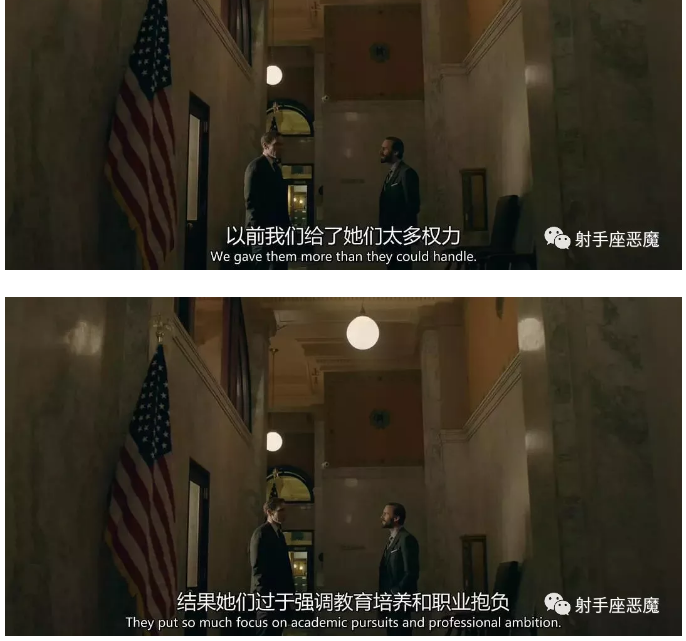 以前我们给了她们太多权力
We gave them more than they could handle.
射手座恶魔
结果她们过于强调教育培养和职业抱负
They put so much focus on academic pursuits and professional ambition.
射手座恶魔